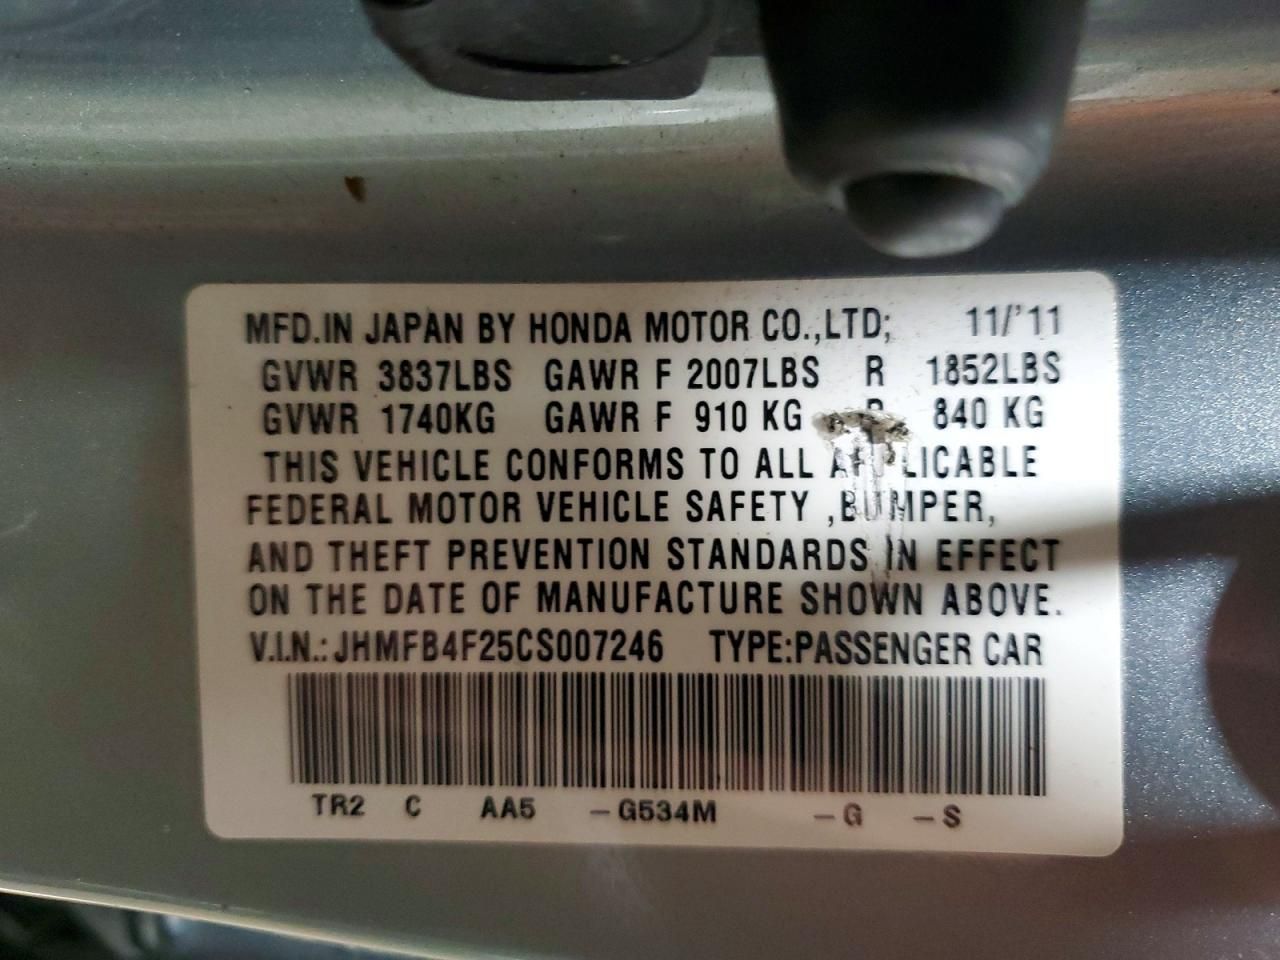 MFD.IN JAPAN BY HONDA MOTOR CO.,LTD; 11/'11
GVWR 3837LBS GAWR F 2007LBS R 1852LBS
GVWR 1740KG GAWR F 910 KG R 840 KG
THIS VEHICLE CONFORMS TO ALL APPLICABLE
FEDERAL MOTOR VEHICLE SAFETY ,BUMPER,
AND THEFT PREVENTION STANDARDS IN EFFECT
ON THE DATE OF MANUFACTURE SHOWN ABOVE.
V.I.N.: JHMFB4F25CS007246 TYPE:PASSENGER CAR
TR2 C AA5 -G534M -G -S